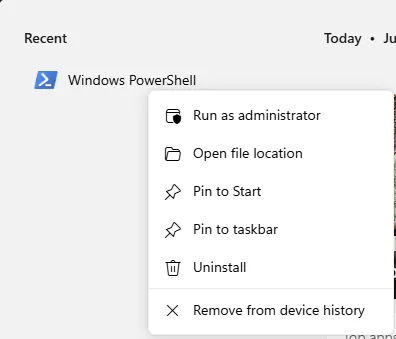 Recent
Today • Ju
Windows PowerShell
Run as administrator
Open file location
Pin to Start
Pin to taskbar
Uninstall
Remove from device history